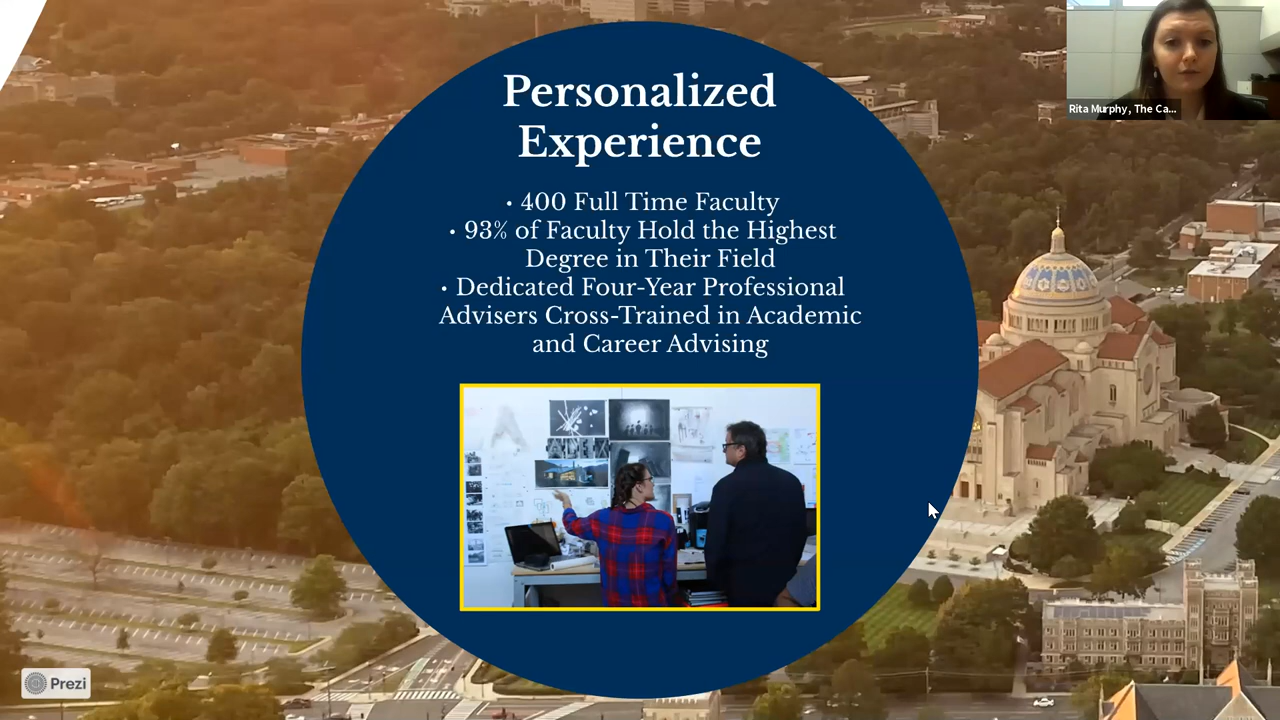 Personalized
Experience
• 400 Full Time Faculty
• 93% of Faculty Hold the Highest
Degree in Their Field
• Dedicated Four-Year Professional
Advisers Cross-Trained in Academic
and Career Advising
Rita Murphy, The Ca...
Prezi